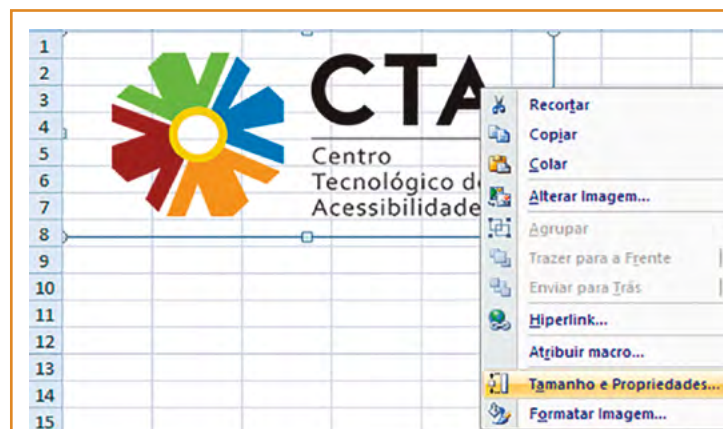 1
2
3
4
5
6
7
8
9
10
11
12
13
14
15
CTA
Centro
Tecnológico de
Acessibilidade
Recortar
Copiar
Colar
Alterar Imagem...
Agrupar
Trazer para a Frente
Enviar para Trás
Hiperlink...
Atribuir macro...
Tamanho e Propriedades...
Formatar Imagem...